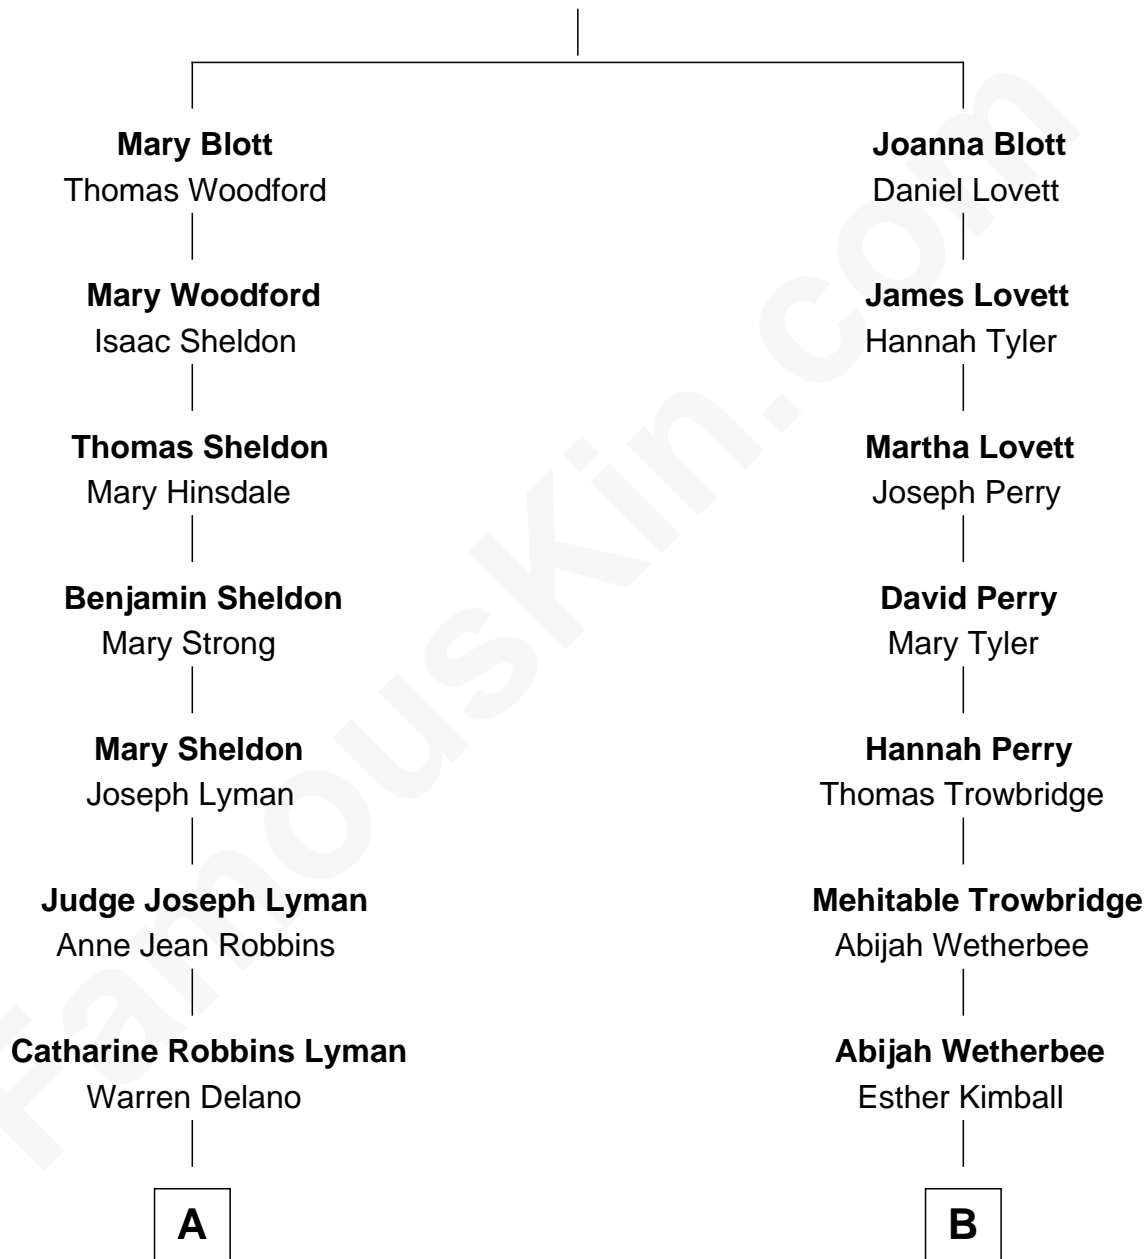 Mary Blott
Thomas Woodford
Mary Woodford
Isaac Sheldon
Thomas Sheldon
Mary Hinsdale
Benjamin Sheldon
Mary Strong
Mary Sheldon
Joseph Lyman
Judge Joseph Lyman
Anne Jean Robbins
Catharine Robbins Lyman
Warren Delano
A
Joanna Blott
Daniel Lovett
James Lovett
Hannah Tyler
Martha Lovett
Joseph Perry
David Perry
Mary Tyler
Hannah Perry
Thomas Trowbridge
Mehitable Trowbridge
Abijah Wetherbee
Abijah Wetherbee
Esther Kimball
B
FamousKin.com